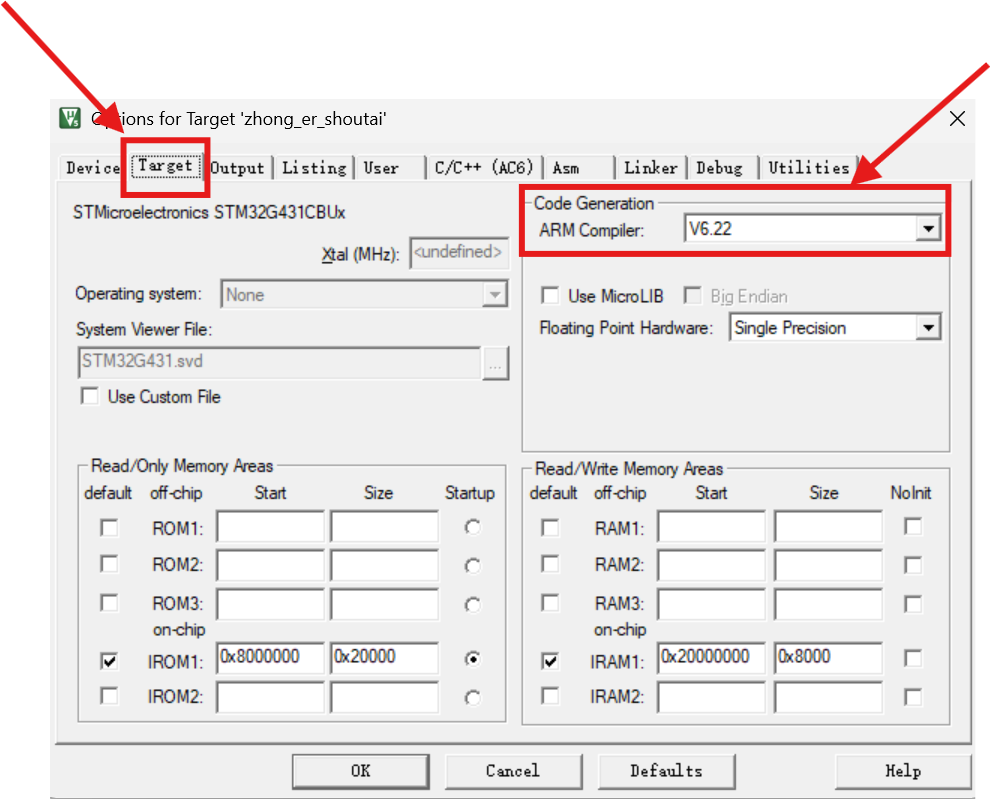 Options for Target 'zhong_er_shoutai'
Device Target Output Listing User C/C++ (AC6) Asm Linker Debug Utilities
STMicroelectronics STM32G431CBUx
Xtal (MHz): <undefined>
Operating system: None
System Viewer File:
STM32G431.svd ...
Use Custom File
Code Generation
ARM Compiler: V6.22
Use MicroLIB Big Endian
Floating Point Hardware: Single Precision
Read/Only Memory Areas
default off-chip Start Size Startup
ROM1:
ROM2:
ROM3:
on-chip
IROM1: 0x8000000 0x20000
IROM2:
Read/Write Memory Areas
default off-chip Start Size NoInit
RAM1:
RAM2:
RAM3:
on-chip
IRAM1: 0x20000000 0x8000
IRAM2:
OK Cancel Defaults Help